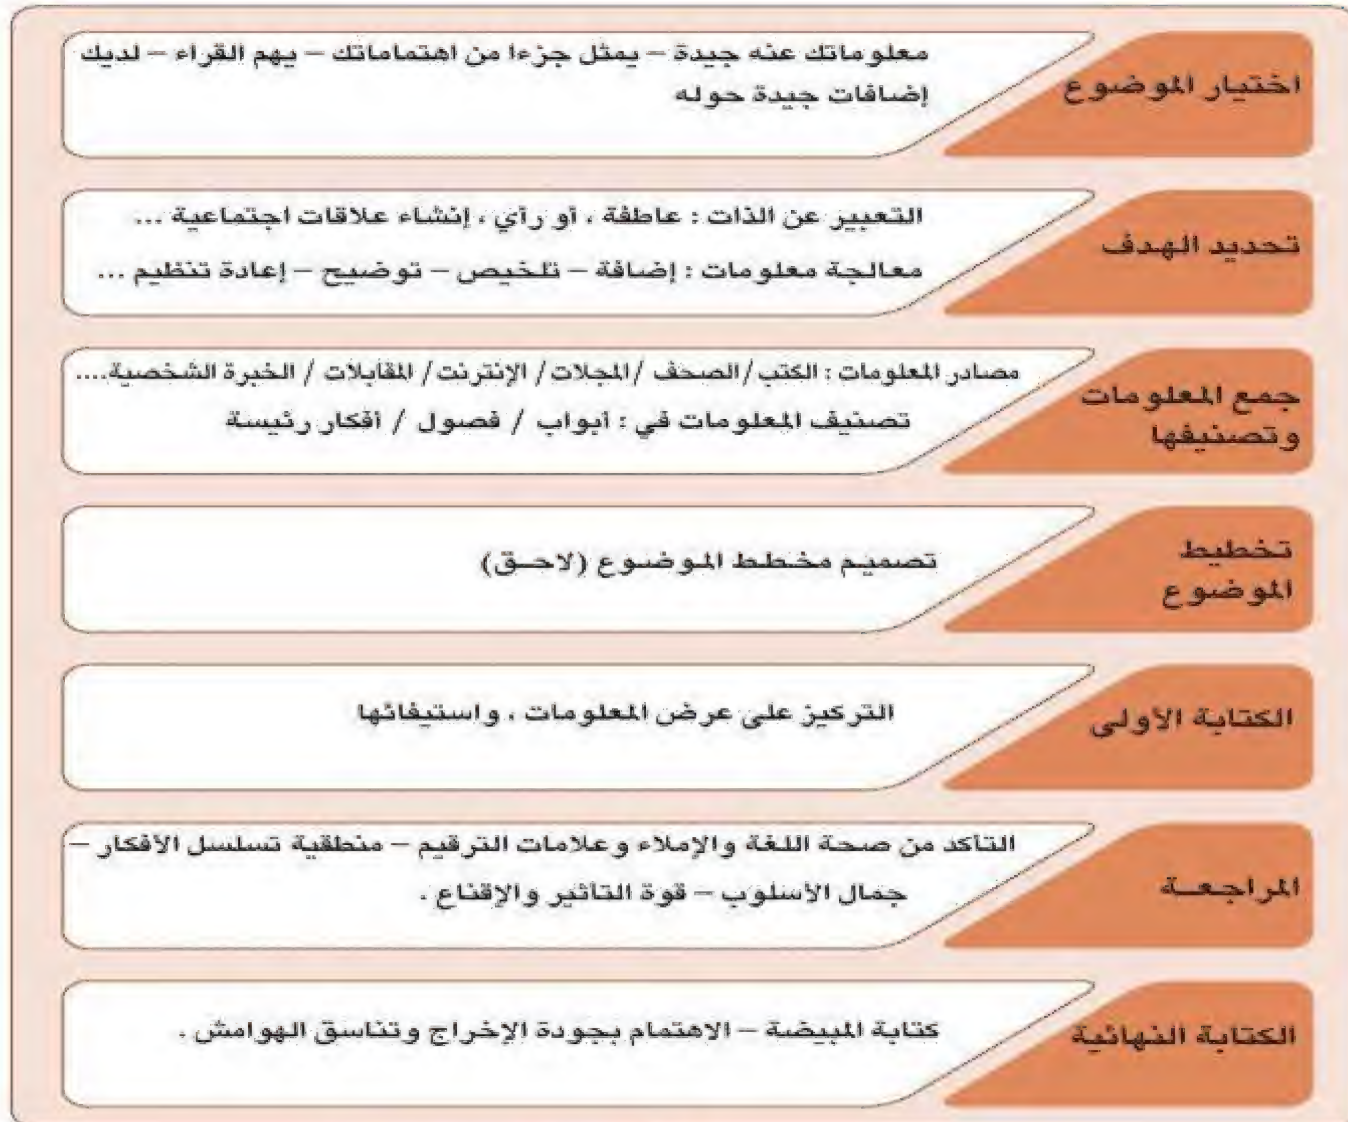 اختيار الموضوع
معلوماتك عنه جيدة – يمثل جزءا من اهتماماتك – يهم القراء – لديك
إضافات جيدة حوله
تحديد الهدف
التعبير عن الذات : عاطفة ، أو رأي ، إنشاء علاقات اجتماعية ...
معالجة معلومات : إضافة – تلخيص – توضيح – إعادة تنظيم ...
جمع المعلومات
وتصنيفها
مصادر المعلومات : الكتب/الصحف /المجلات/ الإنترنت/ المقابلات / الخبرة الشخصية....
تصنيف المعلومات في : أبواب / فصول / أفكار رئيسة
تخطيط
الموضوع
تصميم مخطط الموضوع (لاحق)
الكتابة الأولى
التركيز على عرض المعلومات ، واستيفائها
المراجعة
التأكد من صحة اللغة والإملاء وعلامات الترقيم – منطقية تسلسل الأفكار –
جمال الأسلوب – قوة التأثير والإقناع .
الكتابة النهائية
كتابة المبيضة – الاهتمام بجودة الإخراج وتناسق الهوامش .